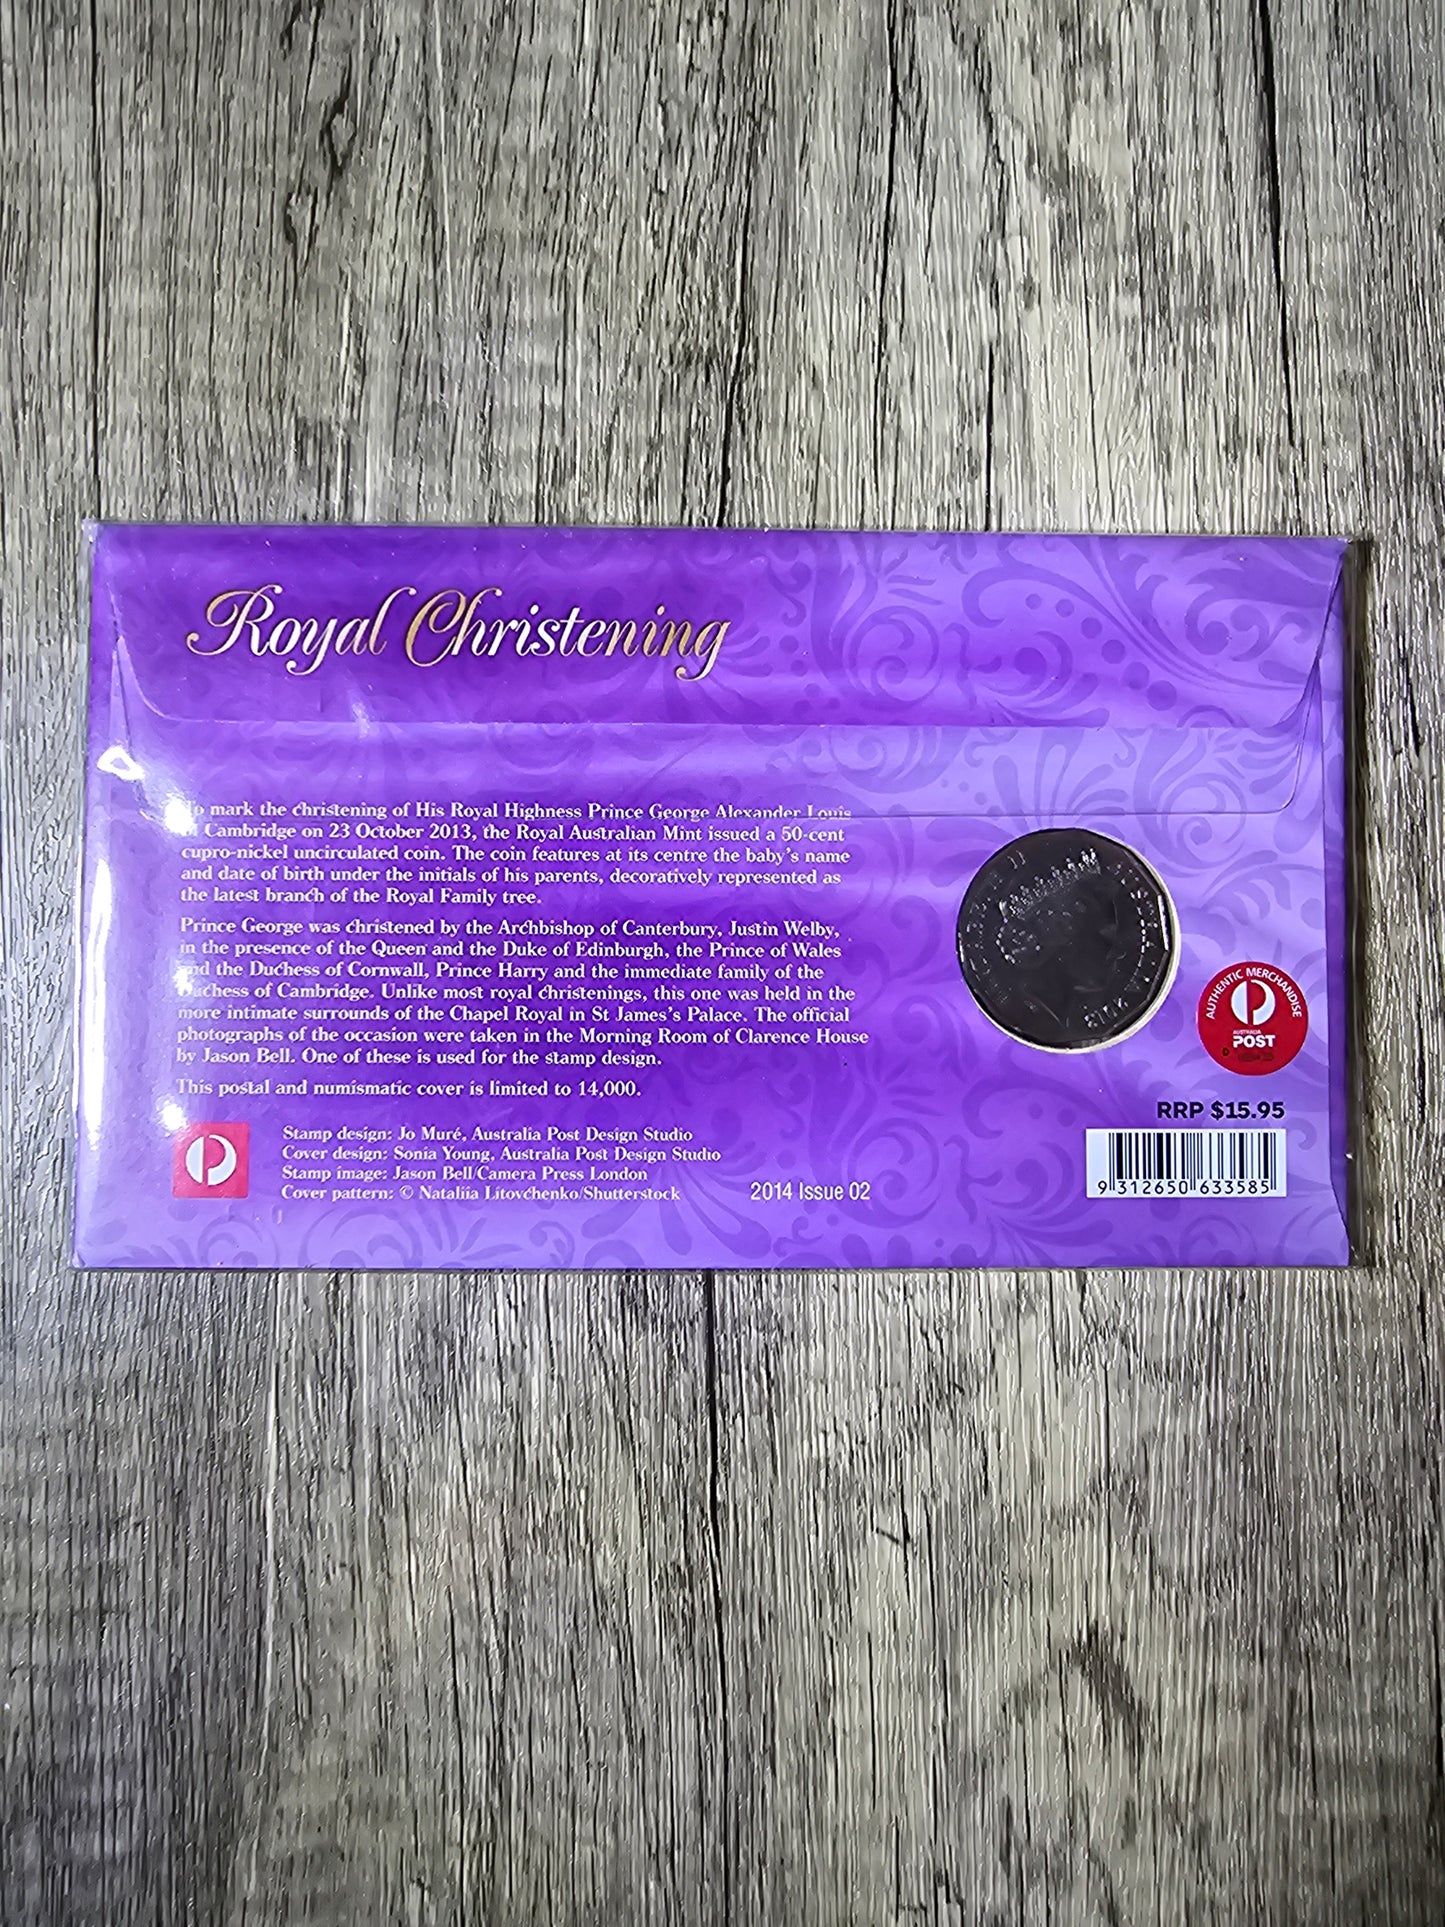 Royal Christening
To mark the christening of His Royal Highness Prince George Alexander Louis
of Cambridge on 23 October 2013, the Royal Australian Mint issued a 50-cent
cupro-nickel uncirculated coin. The coin features at its centre the baby's name
and date of birth under the initials of his parents, decoratively represented as
the latest branch of the Royal Family tree.
Prince George was christened by the Archbishop of Canterbury, Justin Welby,
in the presence of the Queen and the Duke of Edinburgh, the Prince of Wales
and the Duchess of Cornwall, Prince Harry and the immediate family of the
Duchess of Cambridge. Unlike most royal christenings, this one was held in the
more intimate surrounds of the Chapel Royal in St James's Palace. The official
photographs of the occasion were taken in the Morning Room of Clarence House
by Jason Bell. One of these is used for the stamp design.
This postal and numismatic cover is limited to 14,000.
Stamp design: Jo Muré, Australia Post Design Studio
Cover design: Sonia Young, Australia Post Design Studio
Stamp image: Jason Bell/Camera Press London
Cover pattern: © Nataliia Litovchenko/Shutterstock
2014 Issue 02
II
2013
AUTHENTIC MERCHANDISE
AUSTRALIA
POST
RRP $15.95
9 312650 633585